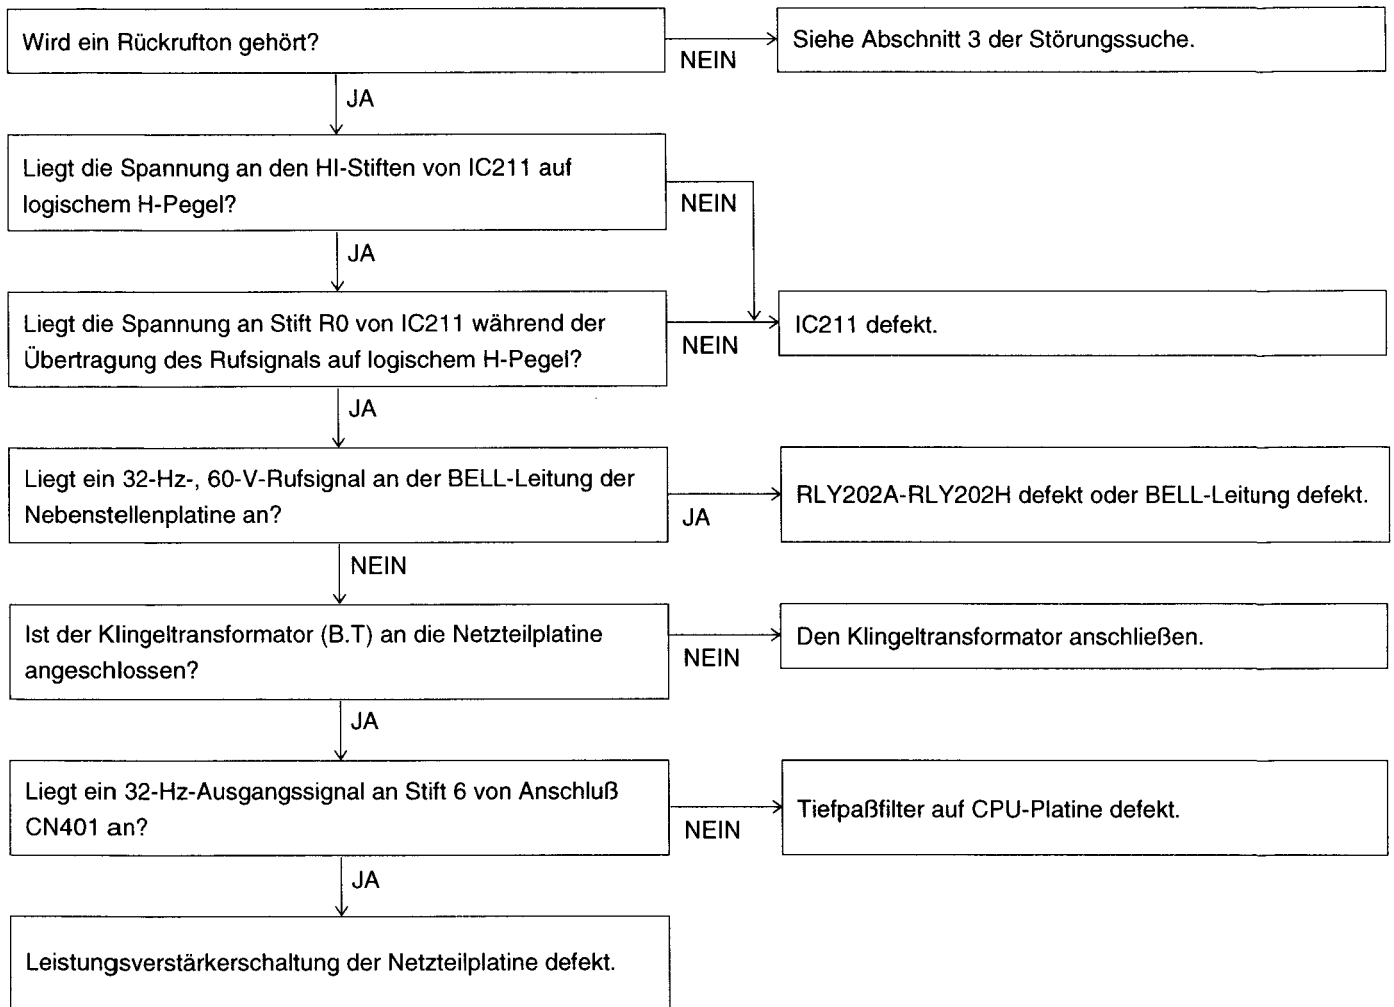 Wird ein Rückrufton gehört?
NEIN
Siehe Abschnitt 3 der Störungssuche.
JA
Liegt die Spannung an den HI-Stiften von IC211 auf
logischem H-Pegel?
NEIN
JA
Liegt die Spannung an Stift R0 von IC211 während der
Übertragung des Rufsignals auf logischem H-Pegel?
NEIN
IC211 defekt.
JA
Liegt ein 32-Hz-, 60-V-Rufsignal an der BELL-Leitung der
Nebenstellenplatine an?
JA
RLY202A-RLY202H defekt oder BELL-Leitung defekt.
NEIN
Ist der Klingeltransformator (B.T) an die Netzteilplatine
angeschlossen?
NEIN
Den Klingeltransformator anschließen.
JA
Liegt ein 32-Hz-Ausgangssignal an Stift 6 von Anschluß
CN401 an?
NEIN
Tiefpaßfilter auf CPU-Platine defekt.
JA
Leistungsverstärkerschaltung der Netzteilplatine defekt.